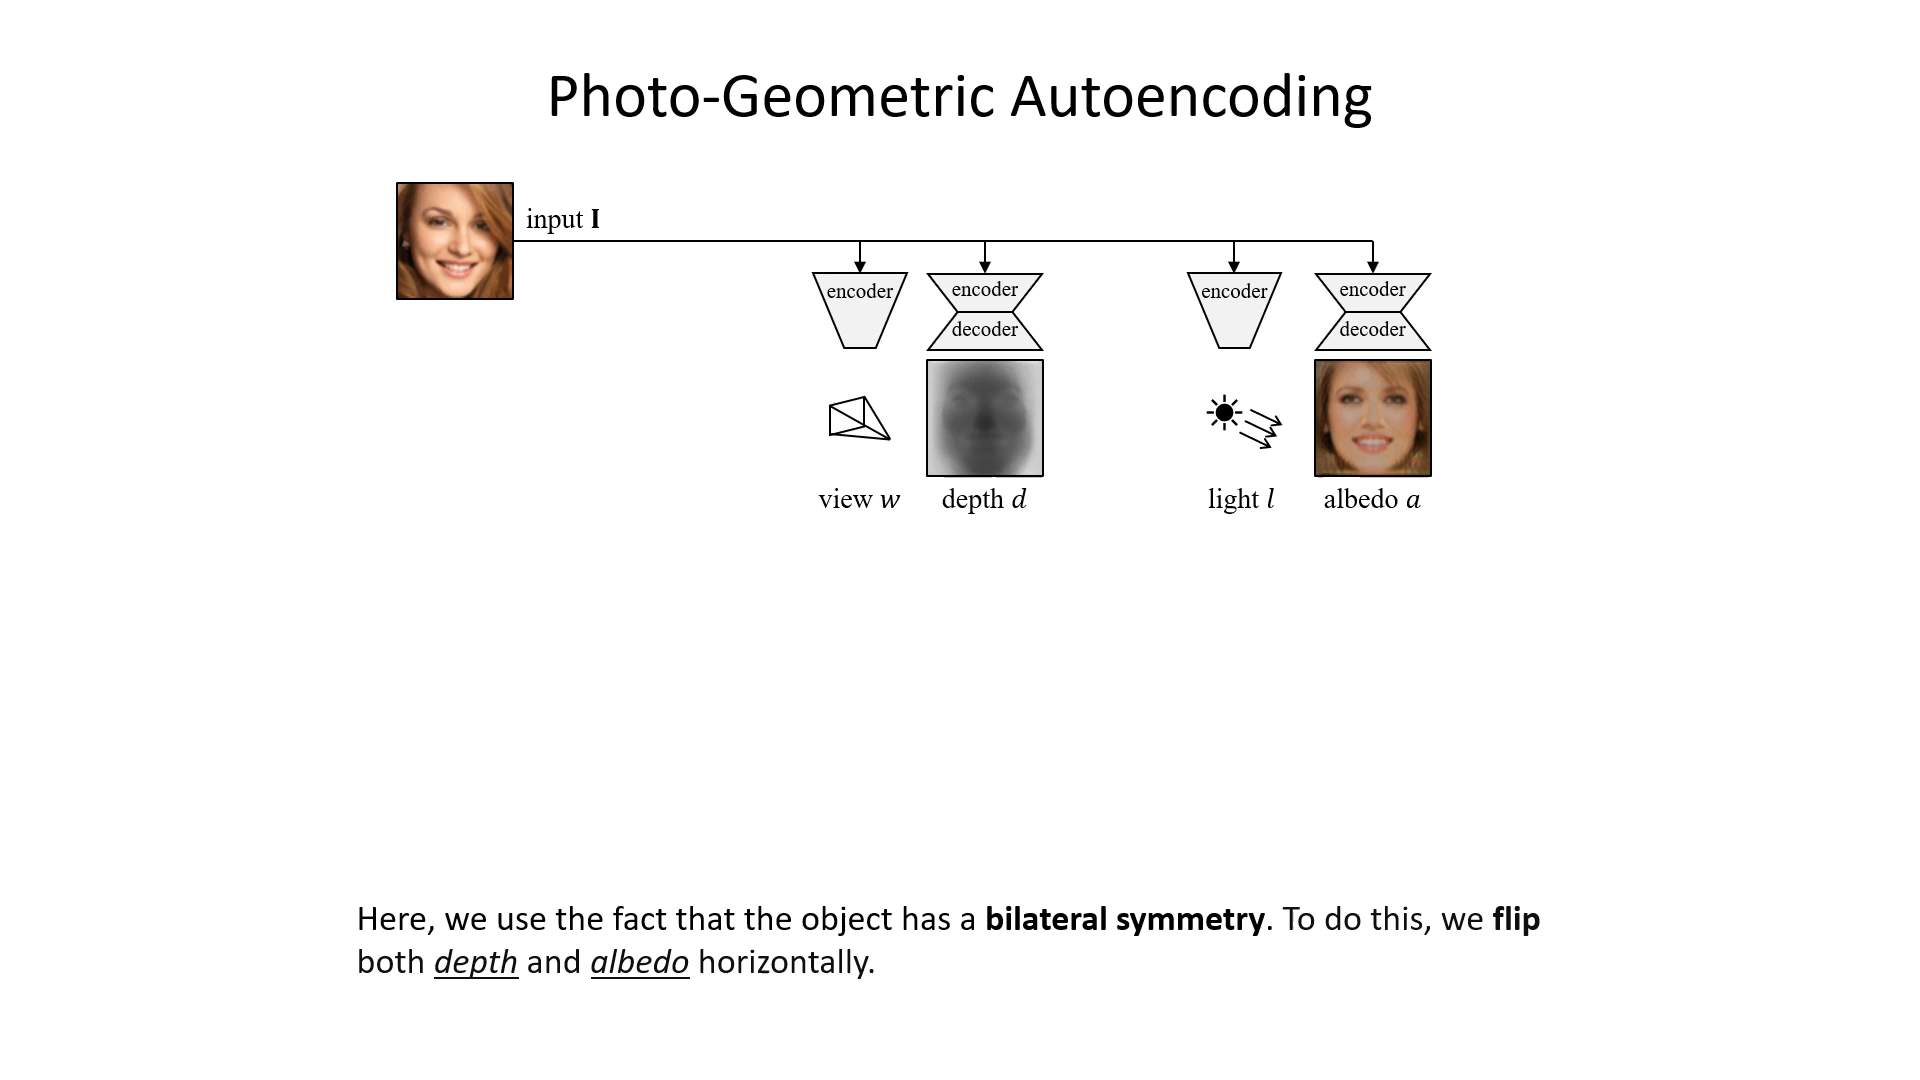 Photo-Geometric Autoencoding
input I
encoder encoder encoder encoder
decoder decoder
view w depth d light l albedo a
Here, we use the fact that the object has a bilateral symmetry. To do this, we flip
both depth and albedo horizontally.